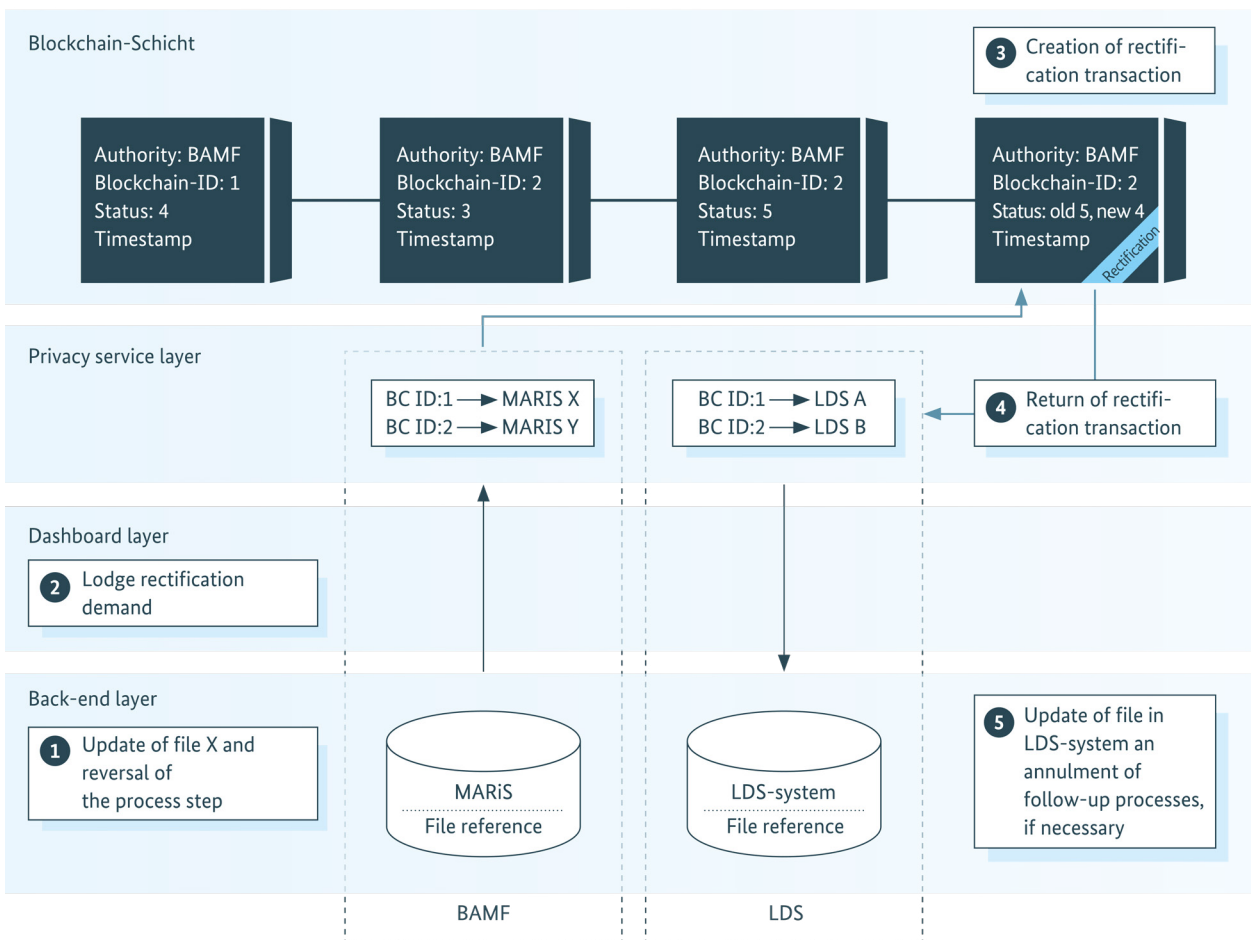 Blockchain-Schicht
3 Creation of rectifi-
cation transaction
Authority: BAMF
Blockchain-ID: 1
Status: 4
Timestamp
Authority: BAMF
Blockchain-ID: 2
Status: 3
Timestamp
Authority: BAMF
Blockchain-ID: 2
Status: 5
Timestamp
Authority: BAMF
Blockchain-ID: 2
Status: old 5, new 4
Timestamp
Rectification
Privacy service layer
BC ID:1 → MARIS X
BC ID:2 → MARIS Y
BC ID:1 → LDS A
BC ID:2 → LDS B
4 Return of rectifi-
cation transaction
Dashboard layer
2 Lodge rectification
demand
Back-end layer
1 Update of file X and
reversal of
the process step
MARiS
File reference
LDS-system
File reference
5 Update of file in
LDS-system an
annulment of
follow-up processes,
if necessary
BAMF
LDS